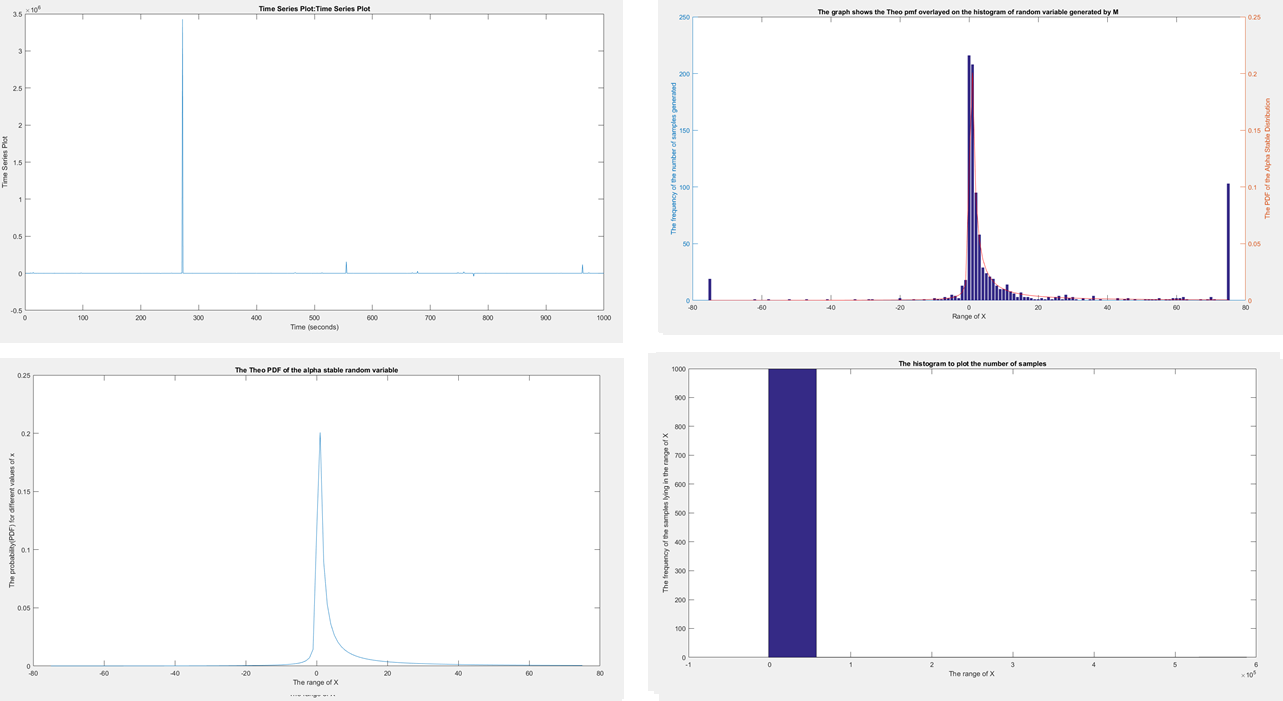 Time Series Plot:Time Series Plot
×10⁶
3.5
3
2.5
2
1.5
1
0.5
0
-0.5
Time Series Plot
0 100 200 300 400 500 600 700 800 900 1000
Time (seconds)
The graph shows the Theo pmf overlayed on the histogram of random variable generated by M
250
200
150
100
50
0
The frequency of the number of samples generated
0.25
0.2
0.15
0.1
0.05
0
The PDF of the Alpha Stable Distribution
-80 -60 -40 -20 0 20 40 60 80
Range of X
The Theo PDF of the alpha stable random variable
0.25
0.2
0.15
0.1
0.05
0
The probability(PDF) for different values of x
-80 -60 -40 -20 0 20 40 60 80
The range of X
The histogram to plot the number of samples
1000
900
800
700
600
500
400
300
200
100
0
The frequency of the samples lying in the range of X
-1 0 1 2 3 4 5 6
×10⁵
The range of X